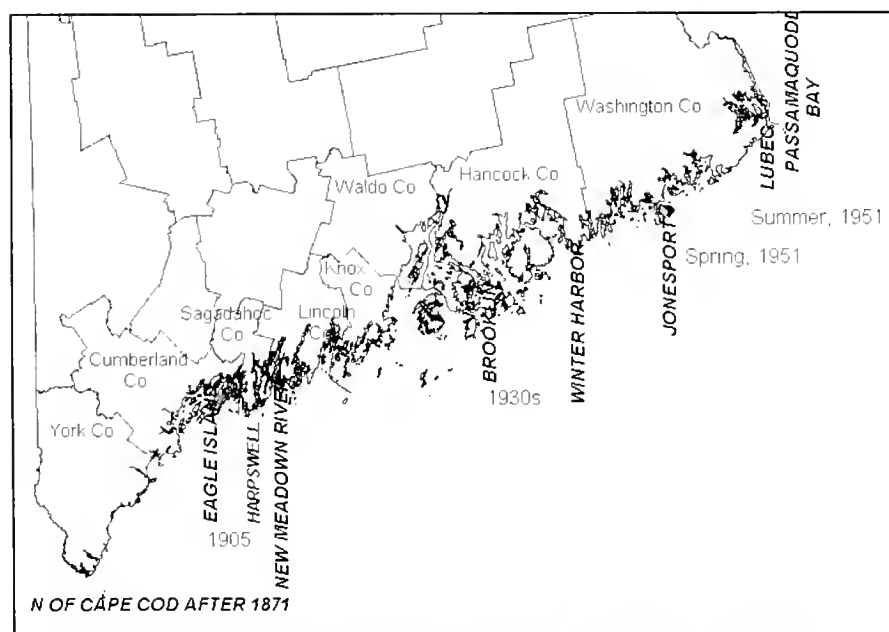 PASSAMAQUODD
BAY
LUBEC
Washington Co
Hancock Co
Waldo Co
Summer, 1951
Spring, 1951
JONESPORT
WINTER HARBOR
BROOKLIN
1930s
Knox
Co
Lincoln
Co
Sagadahoc
Co
Cumberland
Co
York Co
EAGLE ISLAND
HARPSWELL
NEW MEADOWN RIVER
1905
N OF CAPE COD AFTER 1871